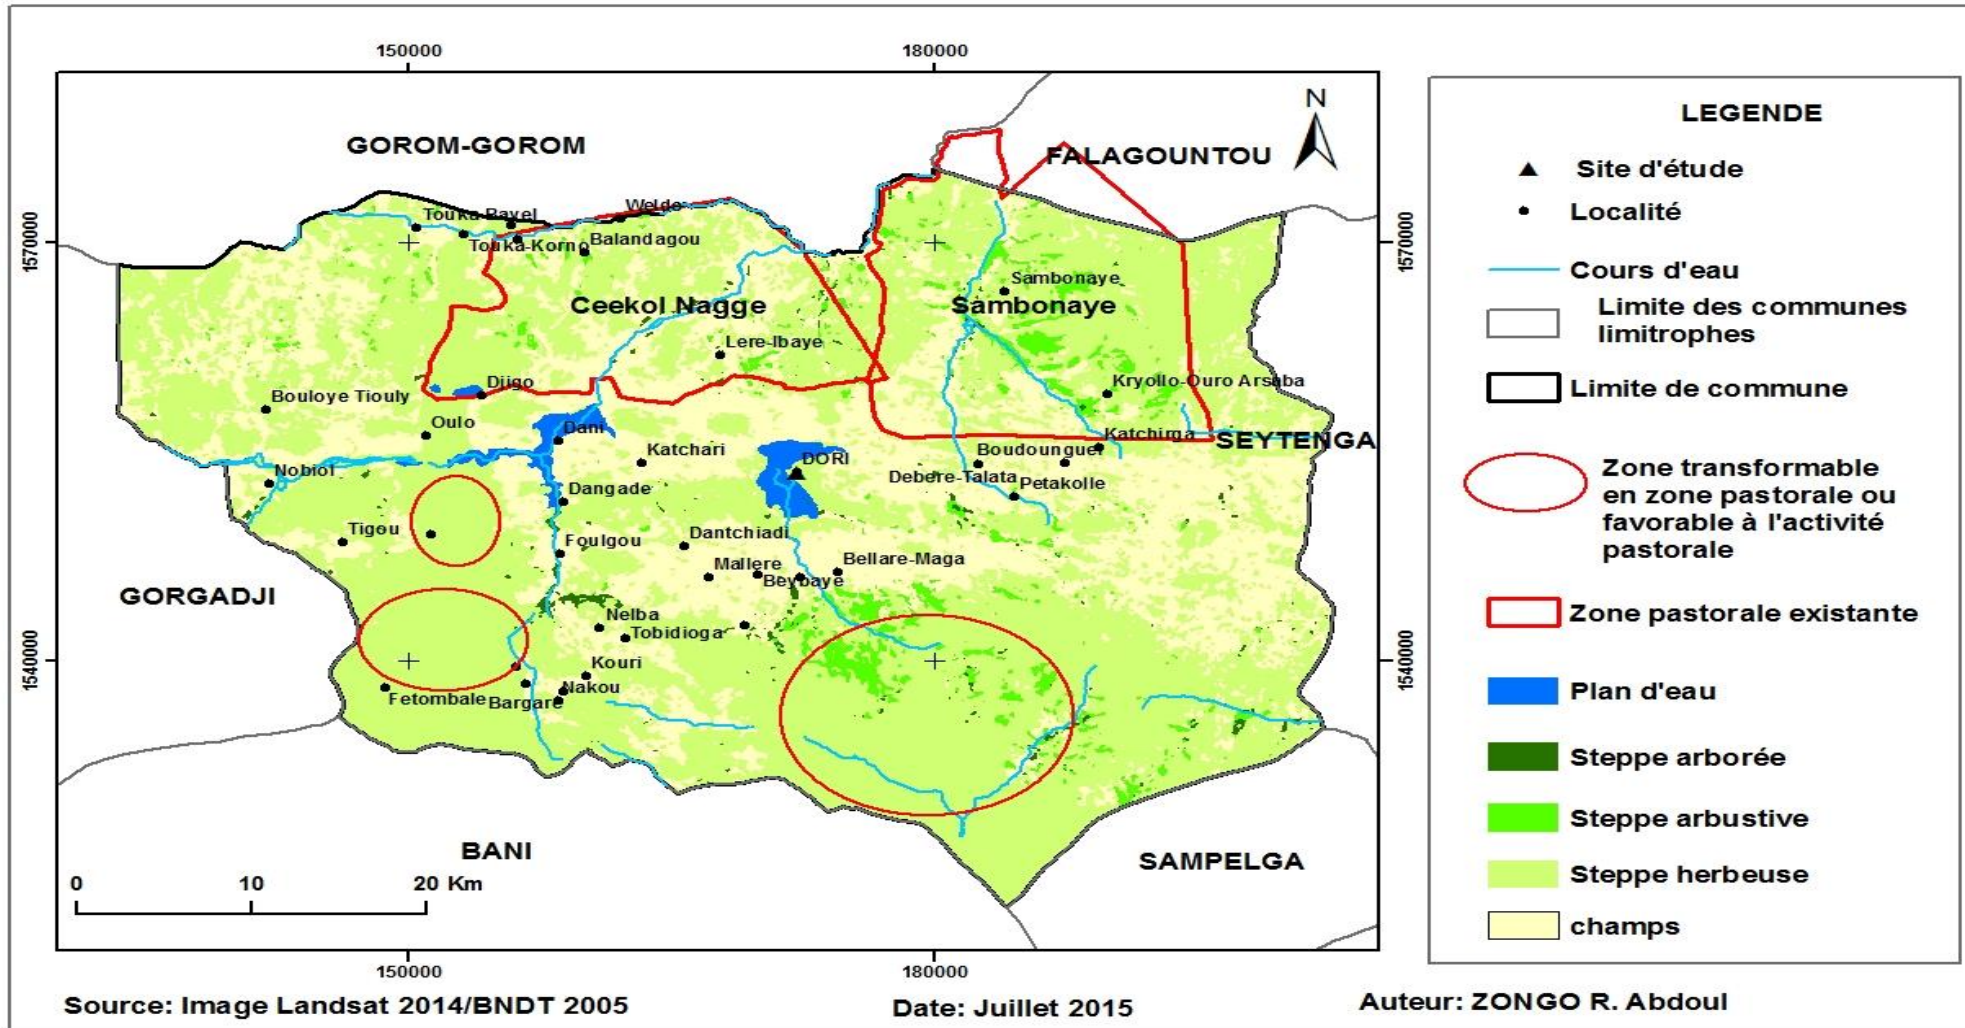 150000
180000
N
GOROM-GOROM
FALAGOUNTOU
Welde
Touka-Korno
Balandagou
1570000
1570000
Sambonaye
Ceekol Nagge
Sambonaye
Lere-Ibaye
Djigo
Kryollo-Ouro Arsuba
Bouloye Tiouly
Oulo
Dani
Katchirga
SEYTENGA
Katchari
DORI
Boudounguel
Nobiol
Debere-Talata
Petakolle
Dangade
Tigou
Foulgou
Dantchiadi
Mallere
Beybaye
Bellare-Maga
GORGADJI
Nelba
Tobidioga
1540000
1540000
Kouri
Fetombale
Bargare
Nakou
BANI
SAMPELGA
0 10 20 Km
150000
180000
Source: Image Landsat 2014/BNDT 2005
Date: Juillet 2015
Auteur: ZONGO R. Abdoul
LEGENDE
Site d'étude
Localité
Cours d'eau
Limite des communes
limitrophes
Limite de commune
Zone transformable
en zone pastorale ou
favorable à l'activité
pastorale
Zone pastorale existante
Plan d'eau
Steppe arborée
Steppe arbustive
Steppe herbeuse
champs